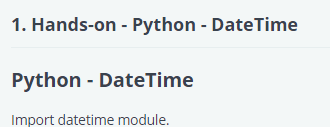 1. Hands-on - Python - DateTime
Python - DateTime
Import datetime module.